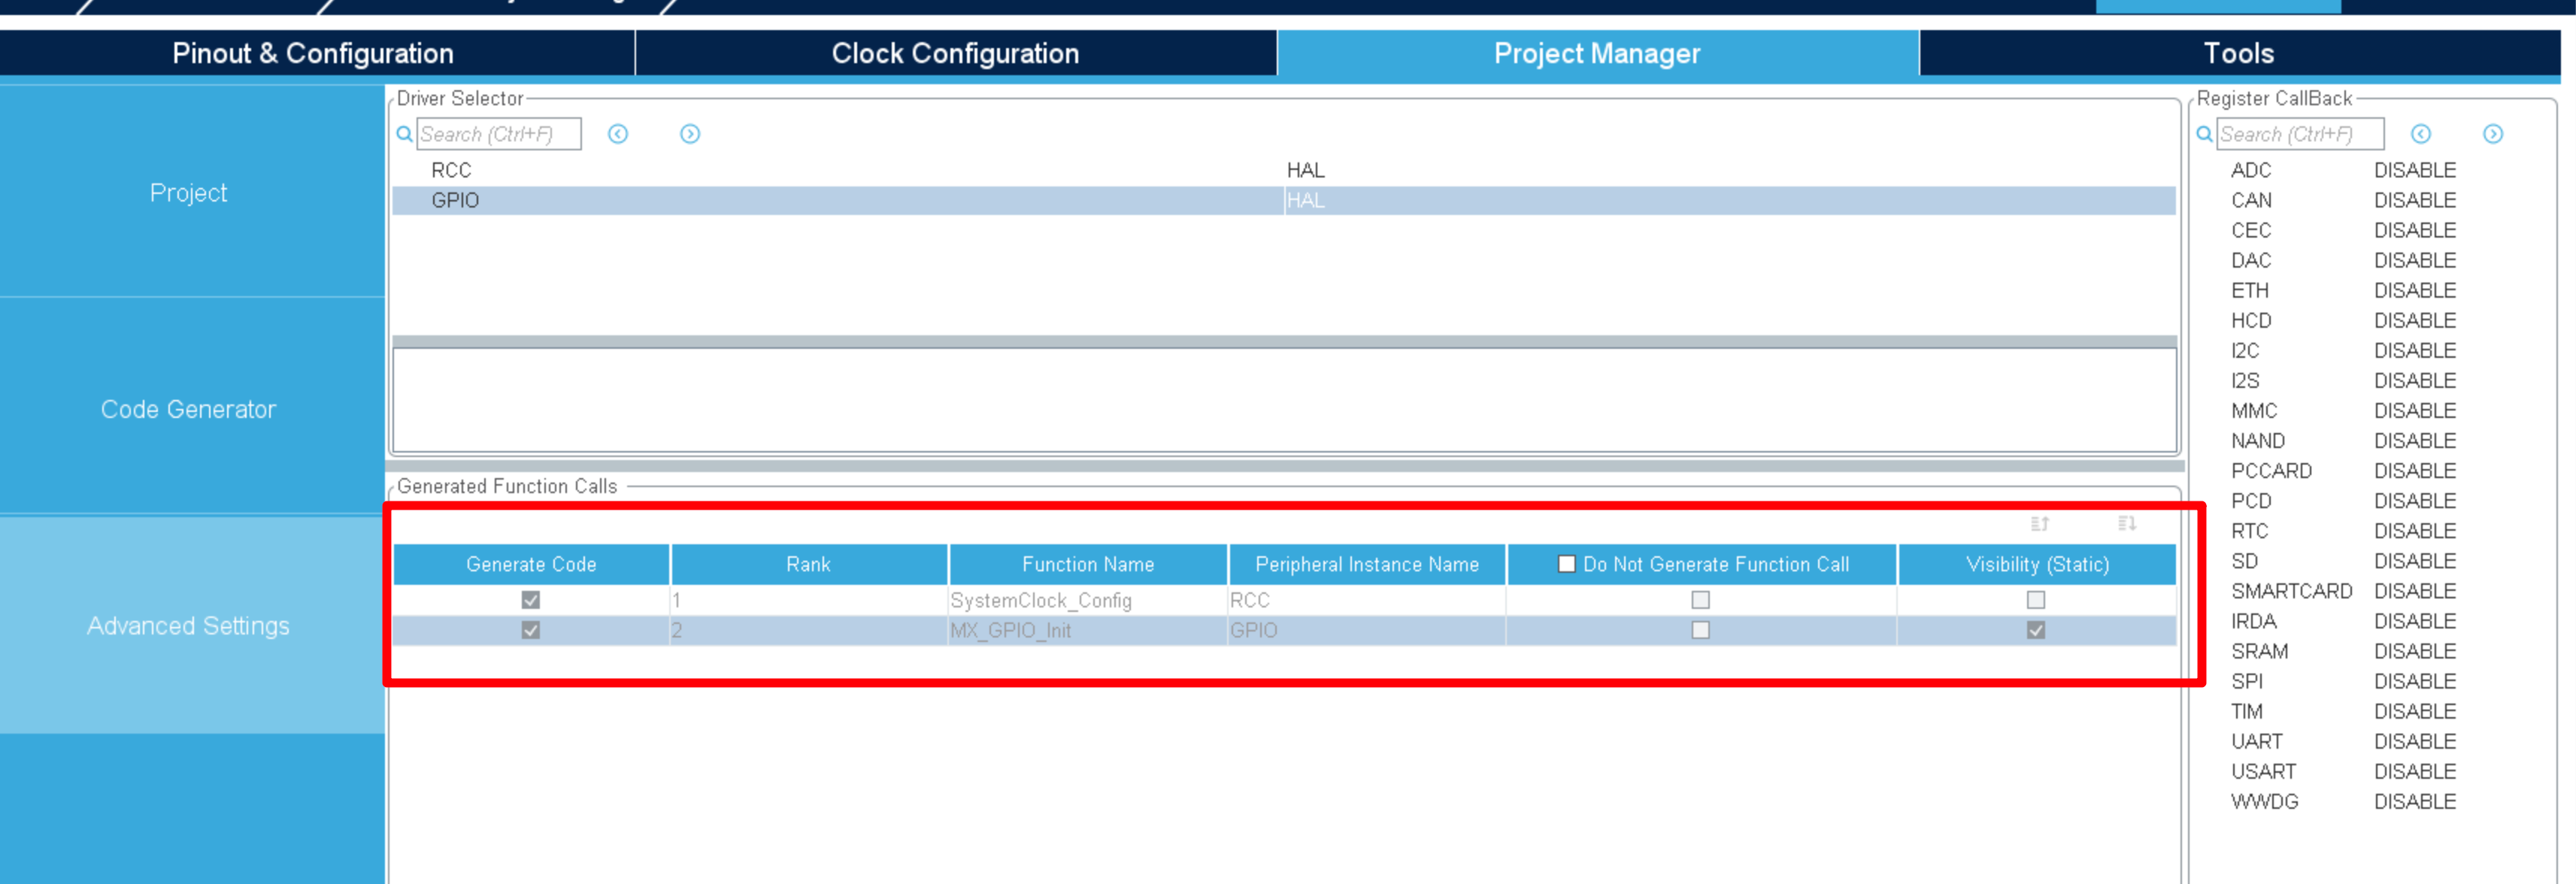 Pinout & Configuration
Clock Configuration
Project Manager
Tools
Project
Code Generator
Advanced Settings
Driver Selector
Search (Ctrl+F)
RCC HAL
GPIO HAL
Generated Function Calls
Generate Code Rank Function Name Peripheral Instance Name Do Not Generate Function Call Visibility (Static)
1 SystemClock_Config RCC
2 MX_GPIO_Init GPIO
Register CallBack
Search (Ctrl+F)
ADC DISABLE
CAN DISABLE
CEC DISABLE
DAC DISABLE
ETH DISABLE
HCD DISABLE
I2C DISABLE
I2S DISABLE
MMC DISABLE
NAND DISABLE
PCCARD DISABLE
PCD DISABLE
RTC DISABLE
SD DISABLE
SMARTCARD DISABLE
IRDA DISABLE
SRAM DISABLE
SPI DISABLE
TIM DISABLE
UART DISABLE
USART DISABLE
WWDG DISABLE